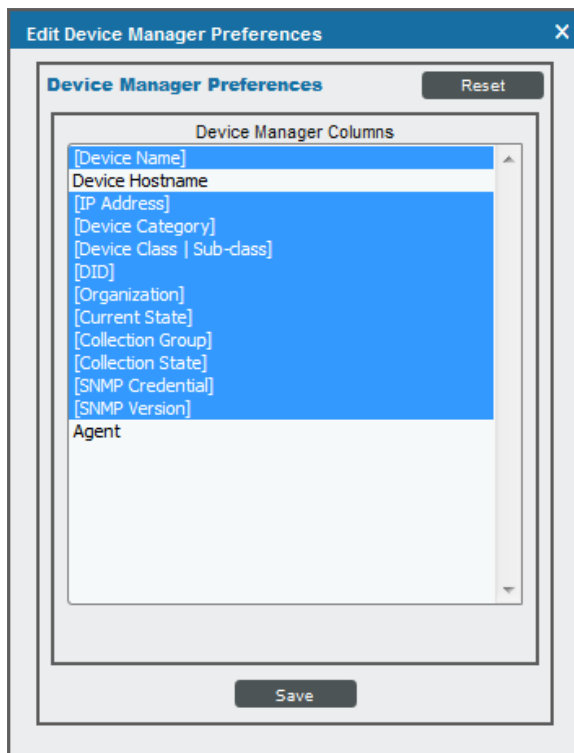 Edit Device Manager Preferences
Device Manager Preferences
Reset
Device Manager Columns
[Device Name]
Device Hostname
[IP Address]
[Device Category]
[Device Class | Sub-class]
[DID]
[Organization]
[Current State]
[Collection Group]
[Collection State]
[SNMP Credential]
[SNMP Version]
Agent
Save